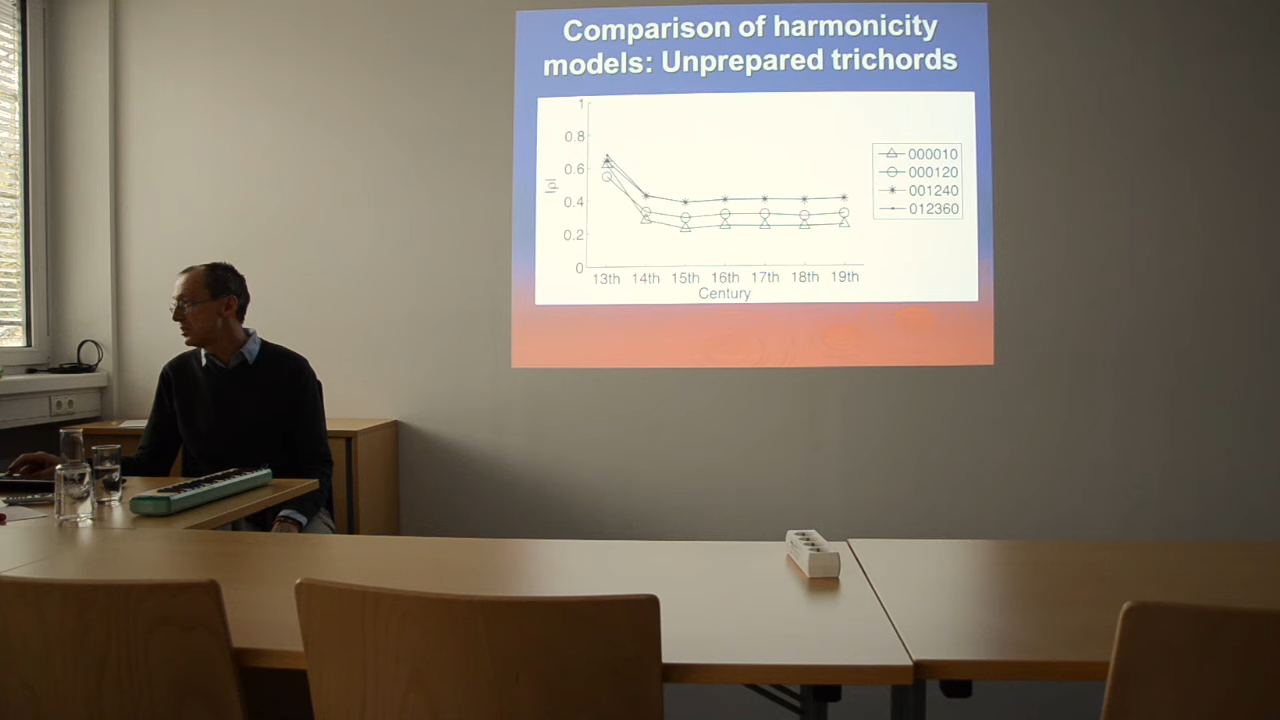 Comparison of harmonicity
models: Unprepared trichords
1
0.8
0.6
0.4
0.2
0
|ρ|
13th 14th 15th 16th 17th 18th 19th
Century
000010
000120
001240
012360